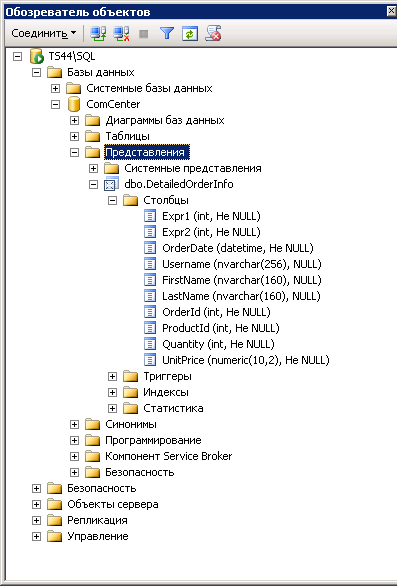 Обозреватель объектов
Соединить
TS44\SQL
Базы данных
Системные базы данных
ComCenter
Диаграммы баз данных
Таблицы
Представления
Системные представления
dbo.DetailedOrderInfo
Столбцы
Expr1 (int, Не NULL)
Expr2 (int, Не NULL)
OrderDate (datetime, Не NULL)
Username (nvarchar(256), NULL)
FirstName (nvarchar(160), NULL)
LastName (nvarchar(160), NULL)
OrderId (int, Не NULL)
ProductId (int, Не NULL)
Quantity (int, Не NULL)
UnitPrice (numeric(10,2), Не NULL)
Триггеры
Индексы
Статистика
Синонимы
Программирование
Компонент Service Broker
Безопасность
Безопасность
Объекты сервера
Репликация
Управление